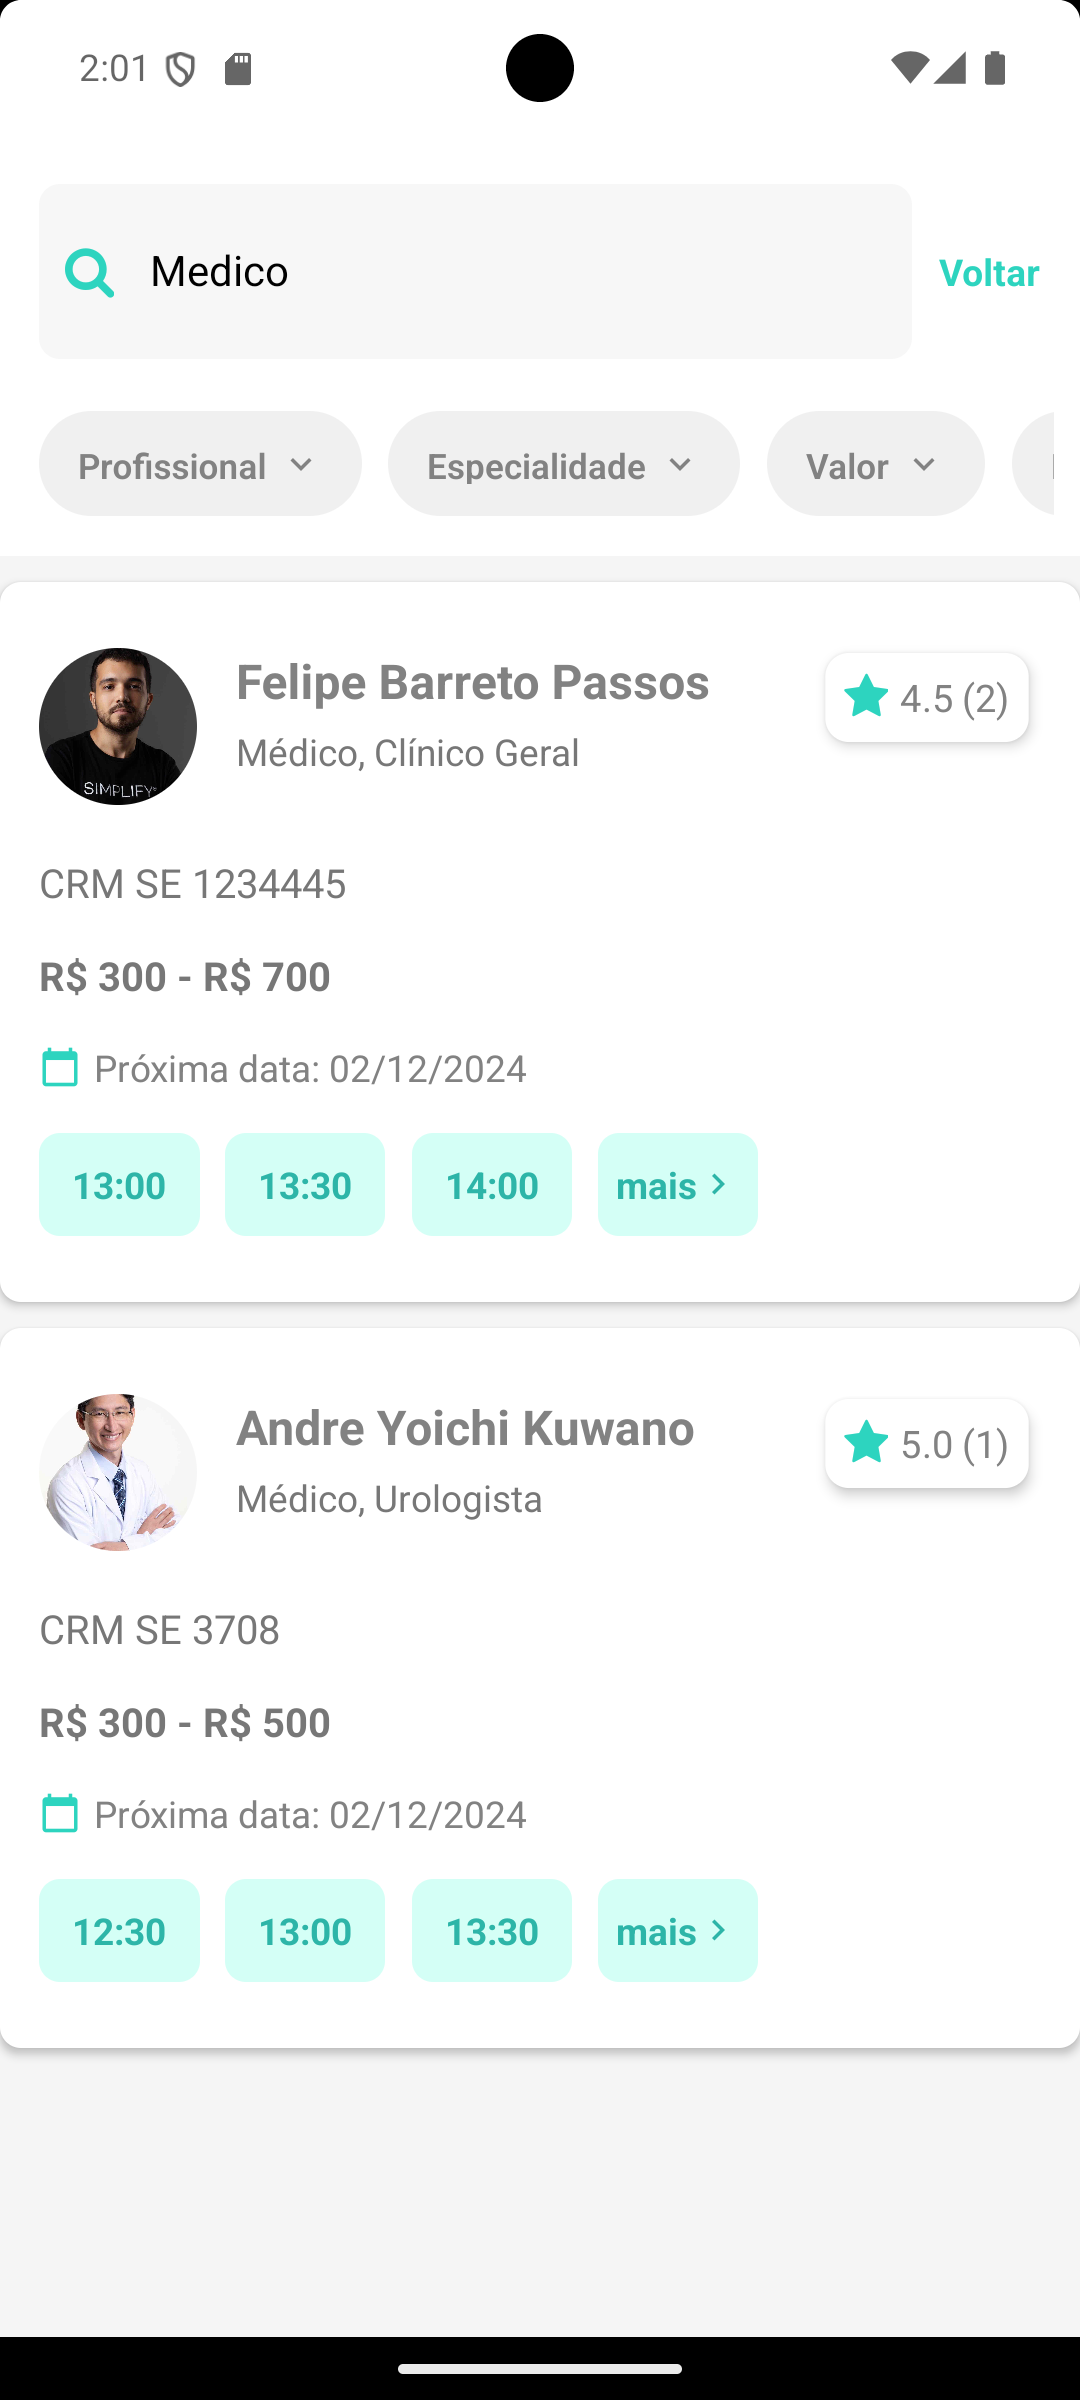 2:01
Medico
Voltar
Profissional
Especialidade
Valor
Felipe Barreto Passos
4.5 (2)
Médico, Clínico Geral
SIMPLIFY
CRM SE 1234445
R$ 300 - R$ 700
Próxima data: 02/12/2024
13:00
13:30
14:00
mais
Andre Yoichi Kuwano
5.0 (1)
Médico, Urologista
CRM SE 3708
R$ 300 - R$ 500
Próxima data: 02/12/2024
12:30
13:00
13:30
mais